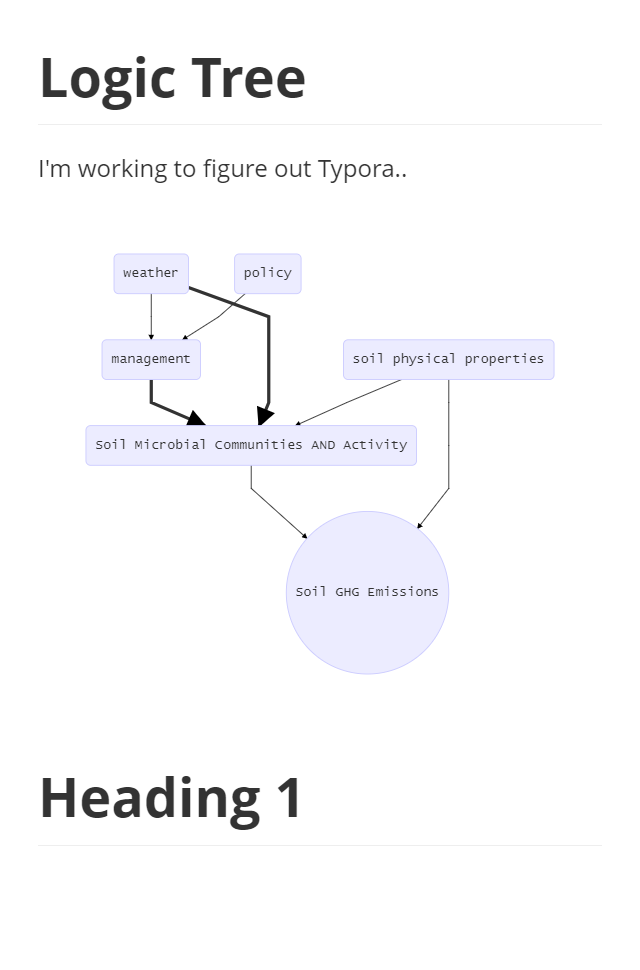 Logic Tree
I'm working to figure out Typora..
weather
policy
management
soil physical properties
Soil Microbial Communities AND Activity
Soil GHG Emissions
Heading 1